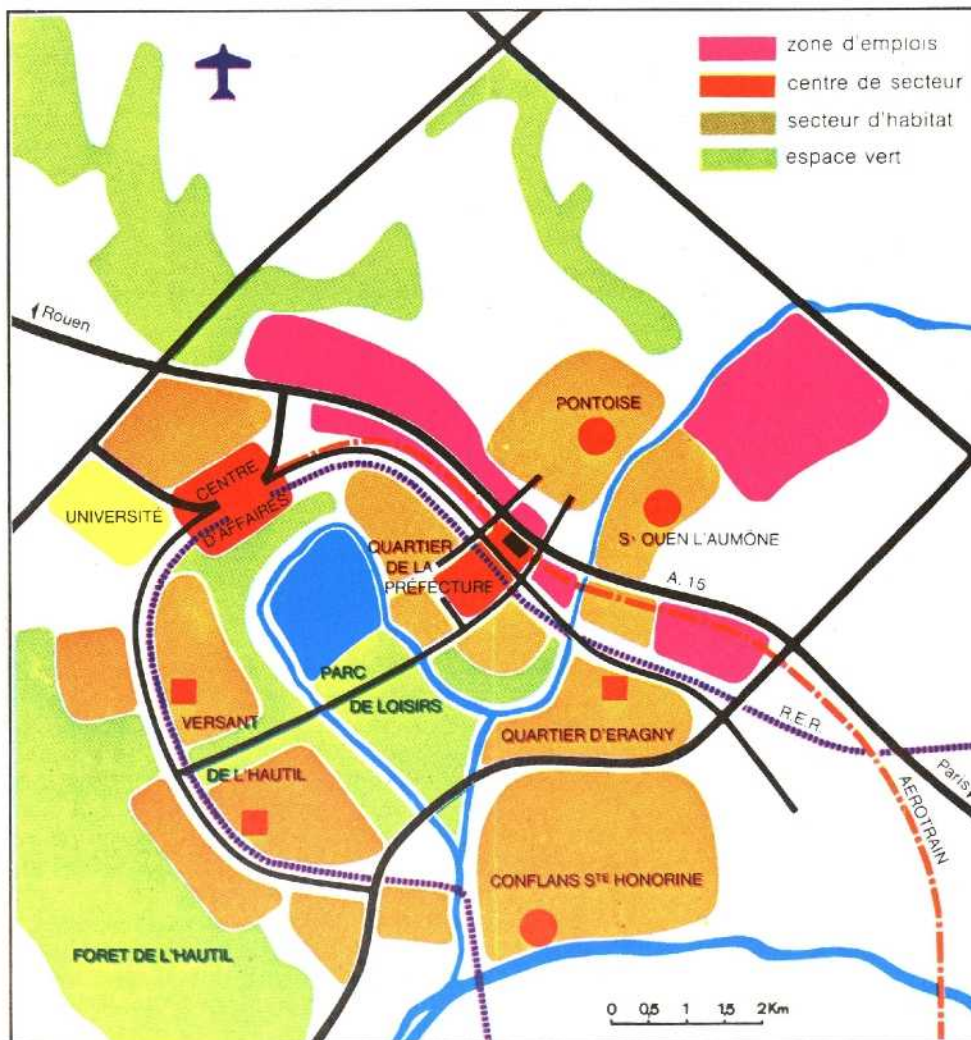 zone d'emplois
centre de secteur
secteur d'habitat
espace vert
Rouen
PONTOISE
CENTRE
D'AFFAIRES
UNIVERSITÉ
QUARTIER
DE LA
PRÉFECTURE
Sᵗ OUEN L'AUMÔNE
A. 15
PARC
DE LOISIRS
VERSANT
DE L'HAUTIL
QUARTIER D'ERAGNY
R.E.R.
Paris
AEROTRAIN
CONFLANS Sᵀᴱ HONORINE
FORET DE L'HAUTIL
0 0,5 1 1,5 2Km